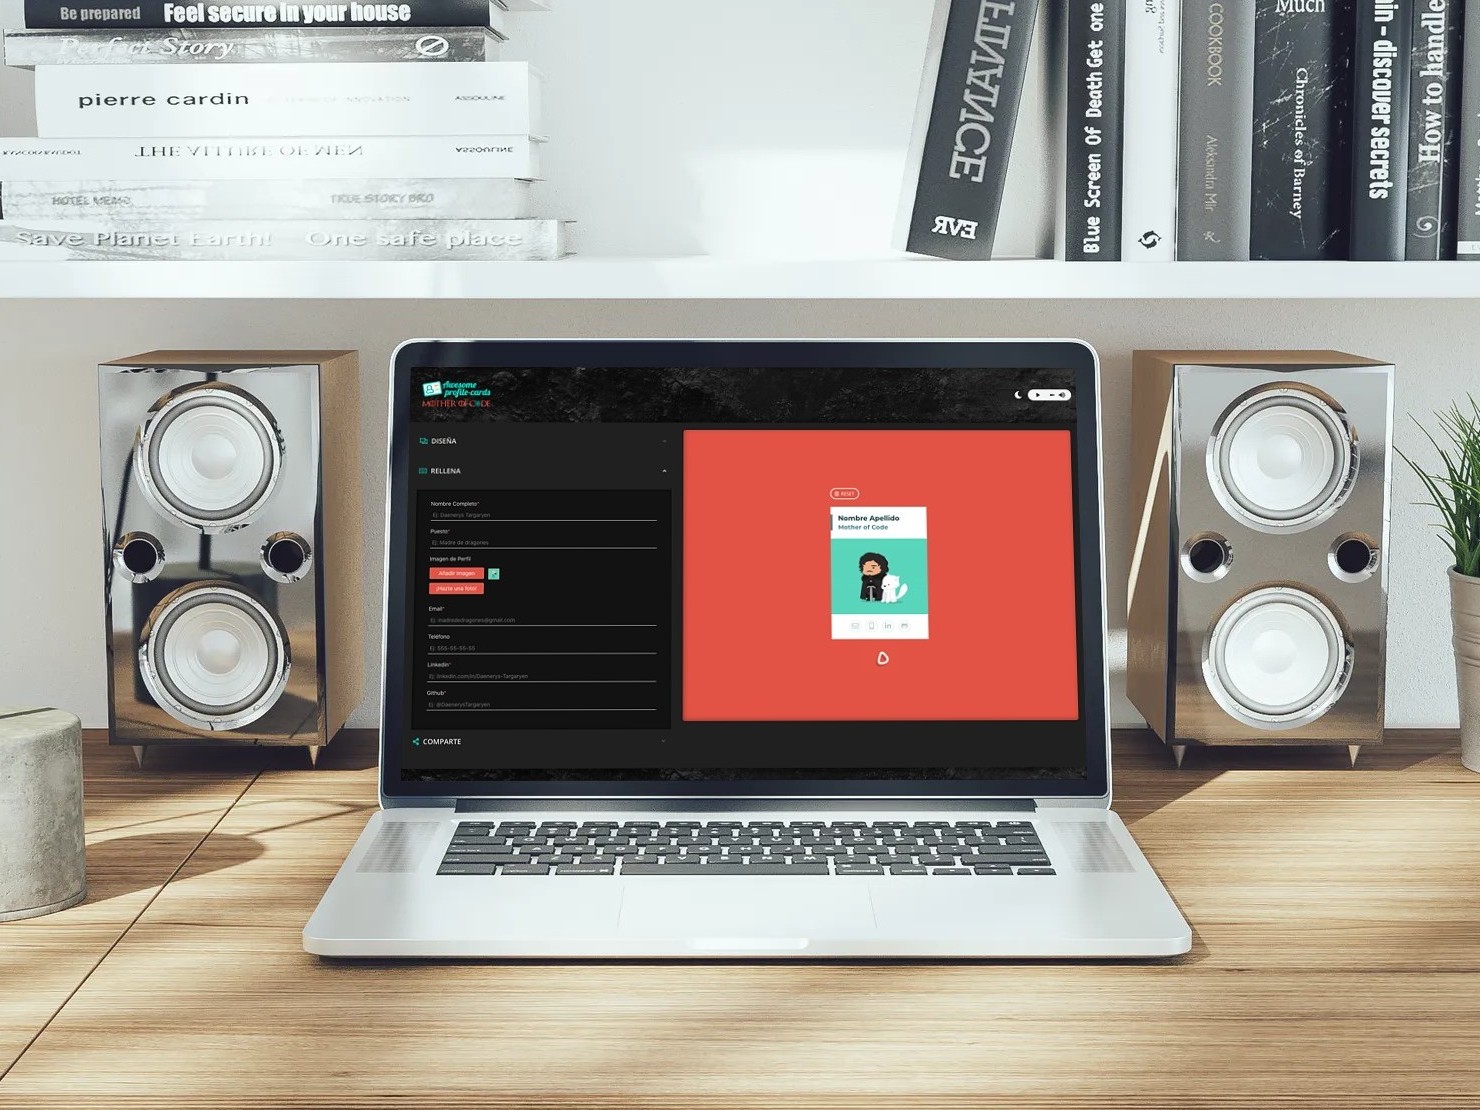 Be prepared Feel secure in your house
Perfect Story
pierre cardin
ASSOULINE
THE ALLURE OF MEN
ASSOULINE
HOTEL MEMO TRUE STORY BRO
Save Planet Earth! One safe place
FINANCE
EVR
Blue Screen Of Death Get one
COOKBOOK
Aleksandra Mir
Much
Chronicles of Barney
discover secrets
How to handle
Awesome
profile-cards
MOTHER OF CODE
DISEÑA
RELLENA
Nombre Completo*
Ej: Daenerys Targaryen
Puesto*
Ej: Madre de dragones
Imagen de Perfil
Añadir imagen
¡Hazte una foto!
Email*
Ej: madrededragones@gmail.com
Teléfono
Ej: 555-55-55-55
Linkedin*
Ej: linkedin.com/in/Daenerys-Targaryen
Github*
Ej: @DaenerysTargaryen
COMPARTE
RESET
Nombre Apellido
Mother of Code
in